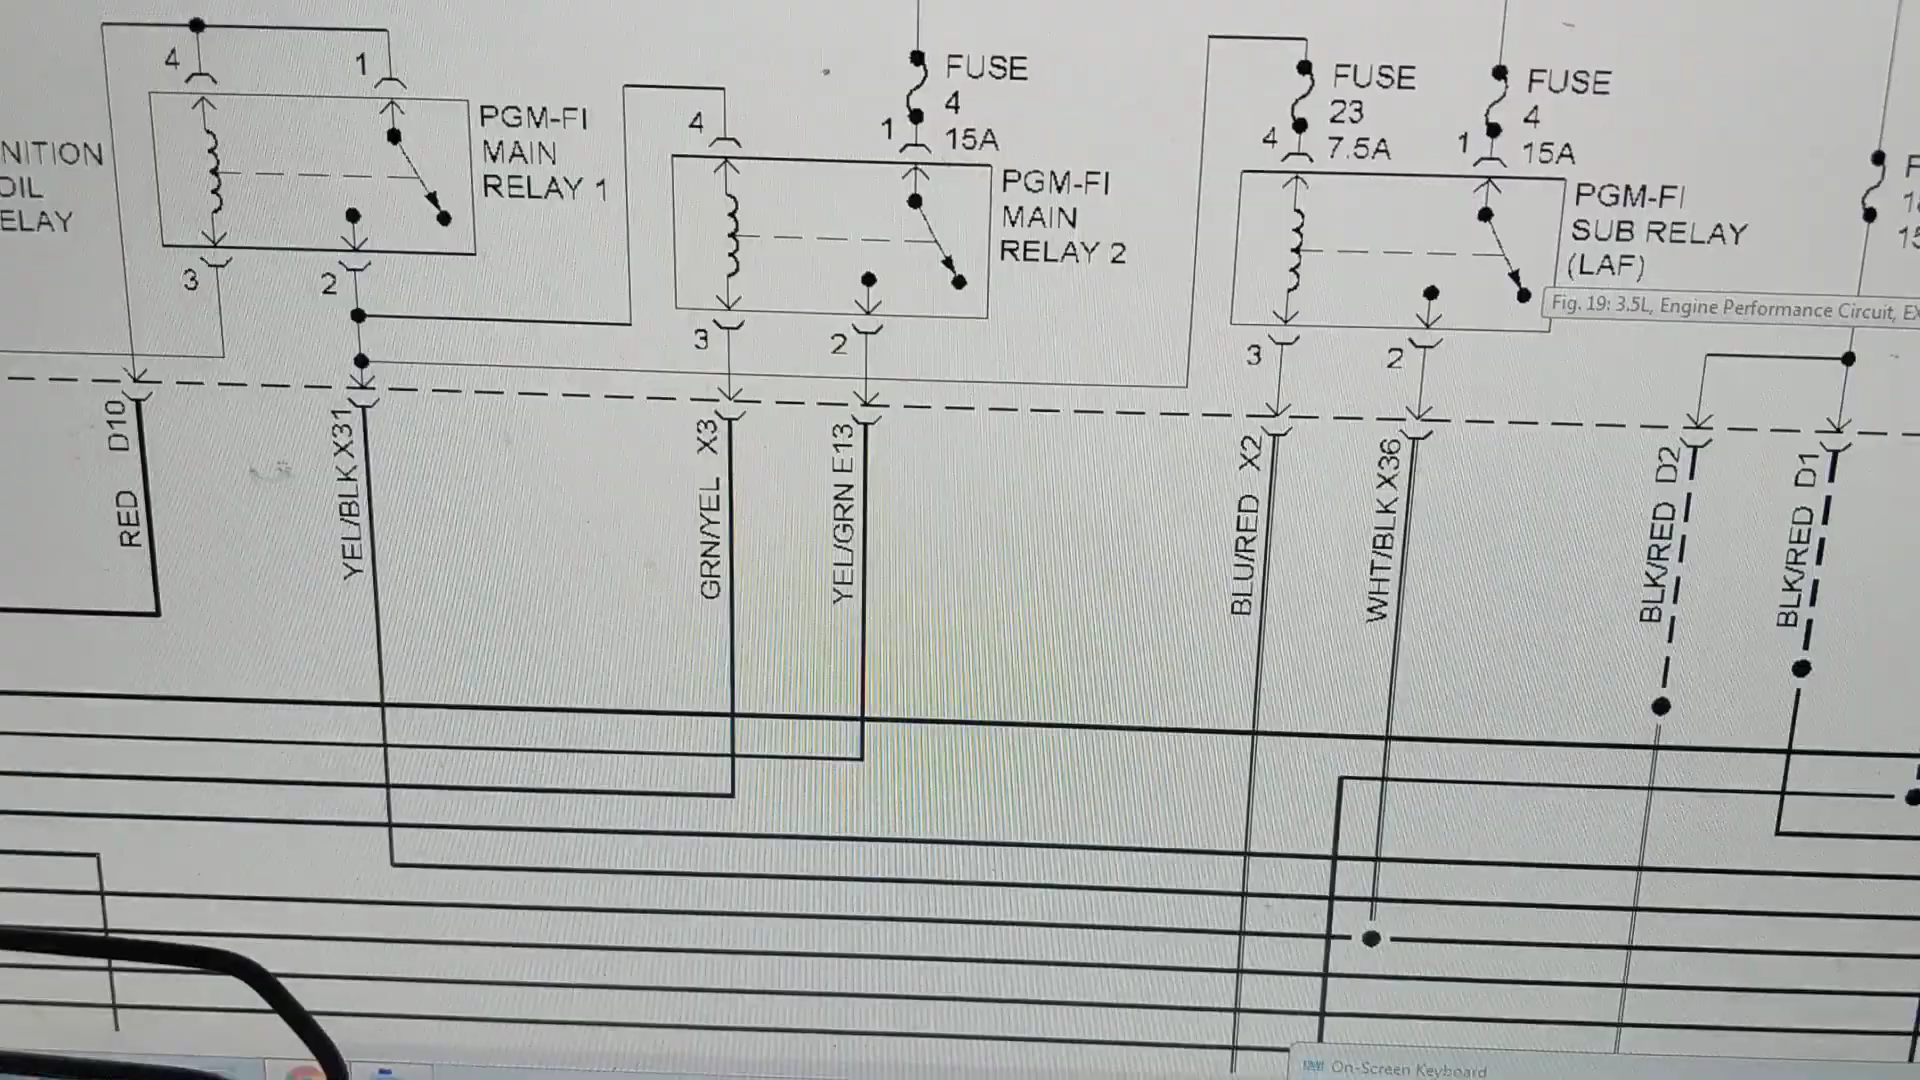 4
1
PGM-FI
MAIN
RELAY 1
3
2
4
FUSE
4
15A
1
PGM-FI
MAIN
RELAY 2
3
2
FUSE
23
7.5A
4
FUSE
4
15A
1
PGM-FI
SUB RELAY
(LAF)
3
2
Fig. 19: 3.5L, Engine Performance Circuit, EX
NITION
OIL
ELAY
RED D10
YEL/BLK X31
GRN/YEL X3
YEL/GRN E13
BLU/RED X2
WHT/BLK X36
BLK/RED D2
BLK/RED D1
On-Screen Keyboard